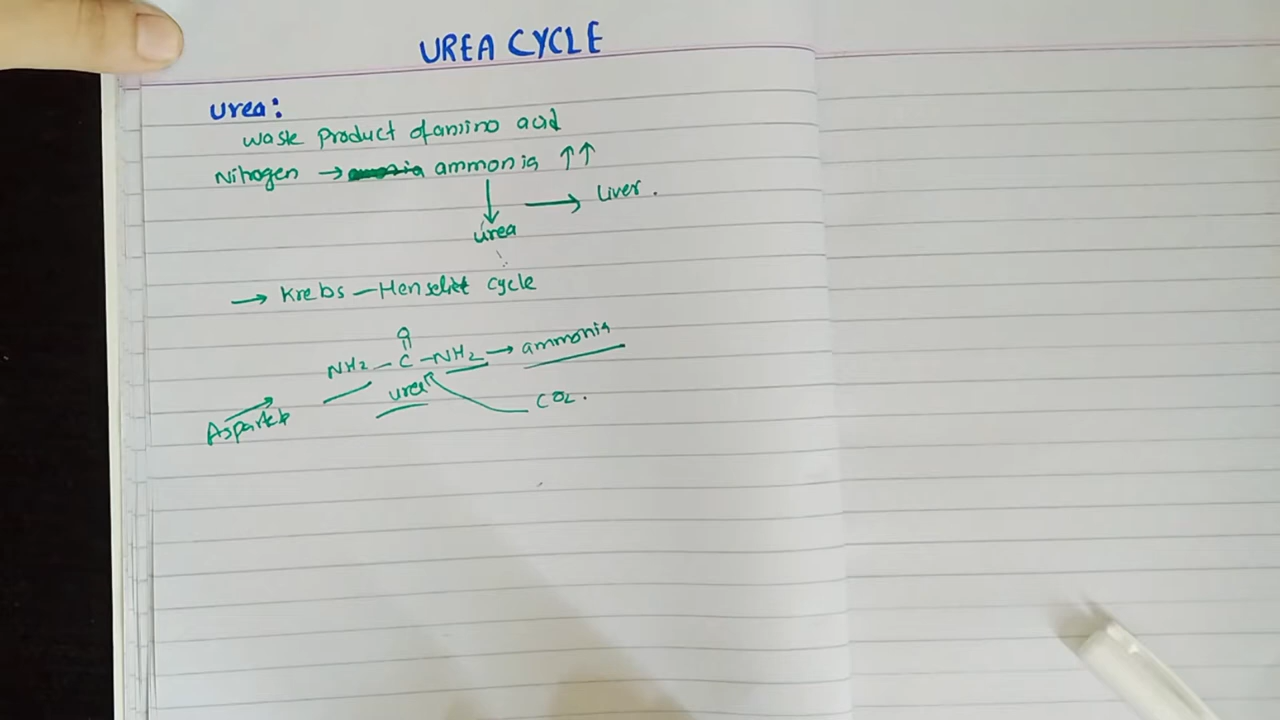 UREA CYCLE
Urea:
waste product of amino acid
Nitrogen → ammonia ↑↑
→ Liver.
urea
→ Krebs – Henseliet cycle
O
NH2 – C – NH2 → ammonia
urea
CO2.
Aspartate